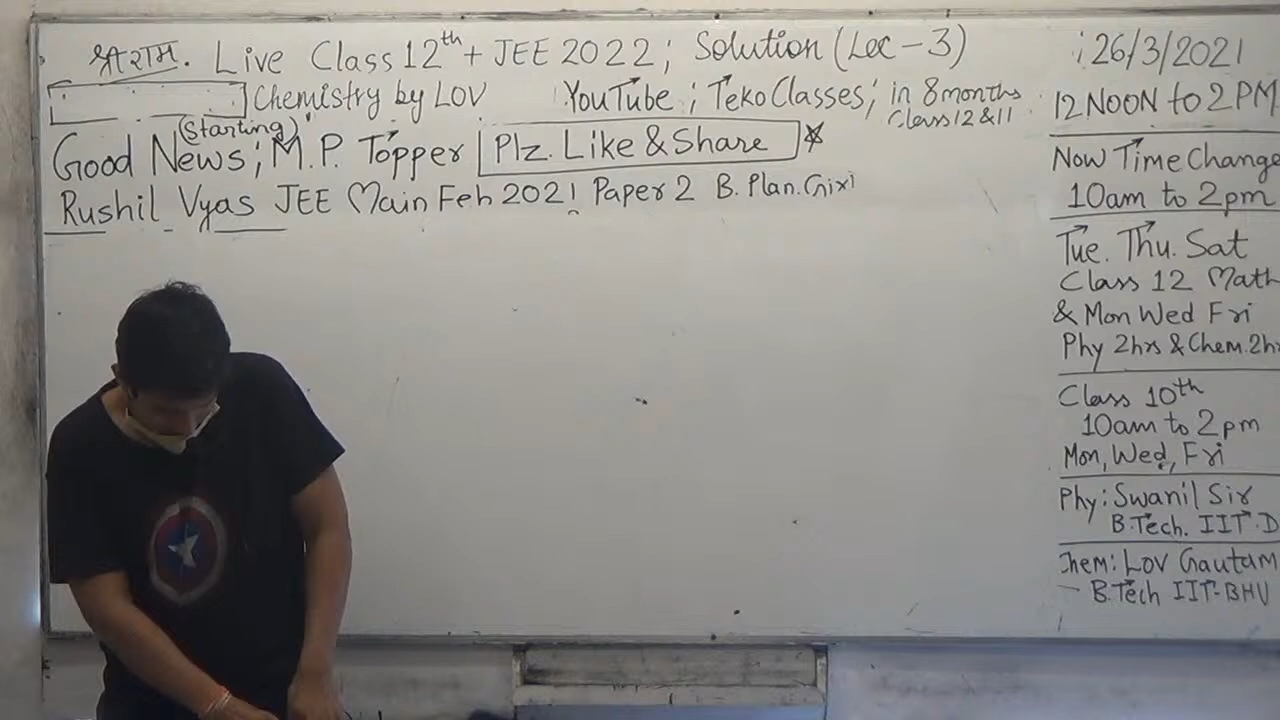 श्री राम. Live Class 12th + JEE 2022; Solution (Lec-3)
Chemistry by LOV YouTube; TekoClasses; in 8 months
Class 12 & 11
(Starting)
Good News; M.P. Topper Plz. Like & Share
Rushil Vyas JEE Main Feb 2021 Paper 2 B. Plan.
26/3/2021
12 NOON to 2 PM
Now Time Change
10am to 2pm
Tue. Thu. Sat
Class 12 Math
& Mon Wed Fri
Phy 2hrs & Chem. 2hr
Class 10th
10am to 2pm
Mon, Wed, Fri
Phy: Swanil Sir
B.Tech. IIT-D
Chem: LOV Gautam
B.Tech IIT-BHU